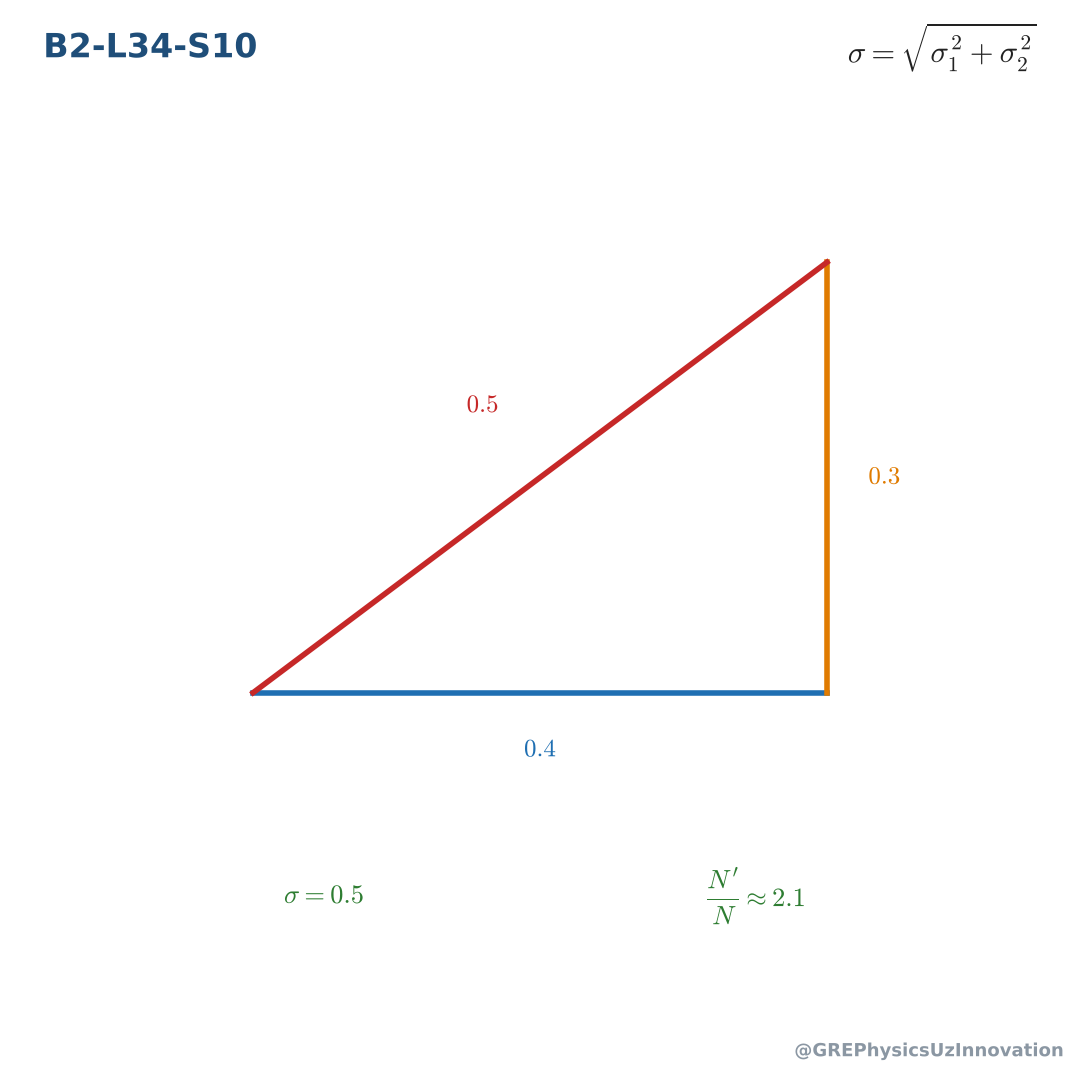 B2-L34-S10
σ = √(σ₁² + σ₂²)
0.5
0.3
0.4
σ = 0.5
N′/N ≈ 2.1
@GREPhysicsUzInnovation